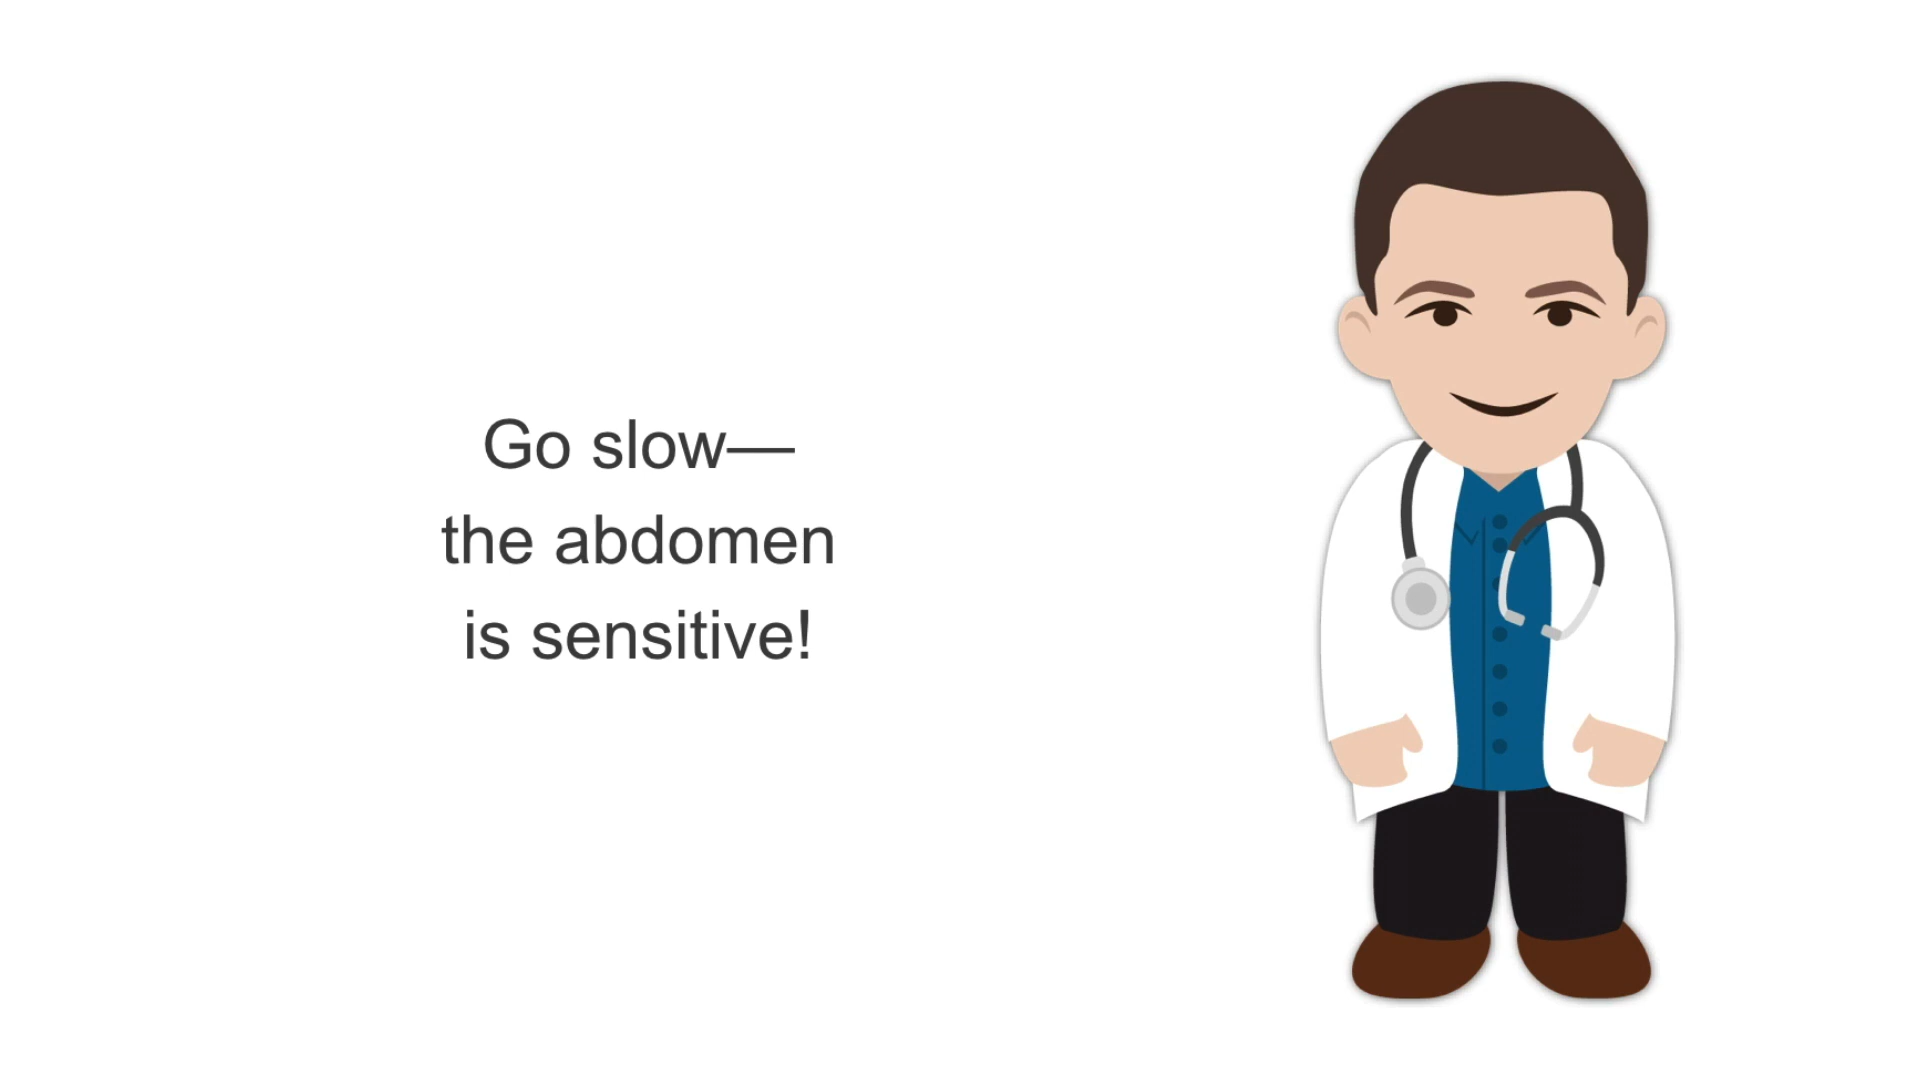 Go slow—
the abdomen
is sensitive!